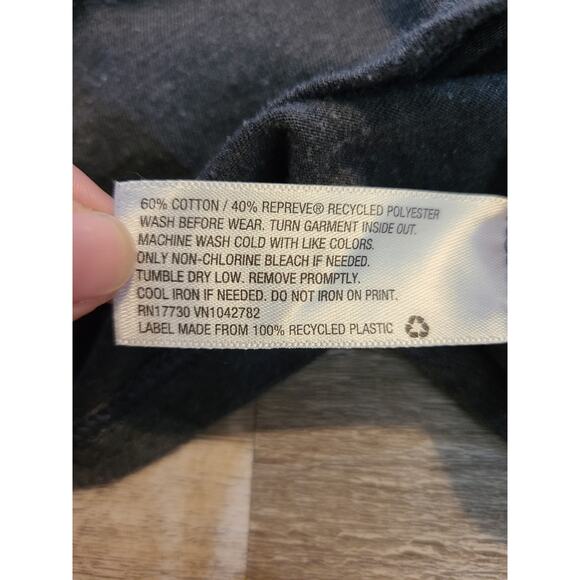 60% COTTON / 40% REPREVE® RECYCLED POLYESTER
WASH BEFORE WEAR. TURN GARMENT INSIDE OUT.
MACHINE WASH COLD WITH LIKE COLORS.
ONLY NON-CHLORINE BLEACH IF NEEDED.
TUMBLE DRY LOW. REMOVE PROMPTLY.
COOL IRON IF NEEDED. DO NOT IRON ON PRINT.
RN17730 VN1042782
LABEL MADE FROM 100% RECYCLED PLASTIC